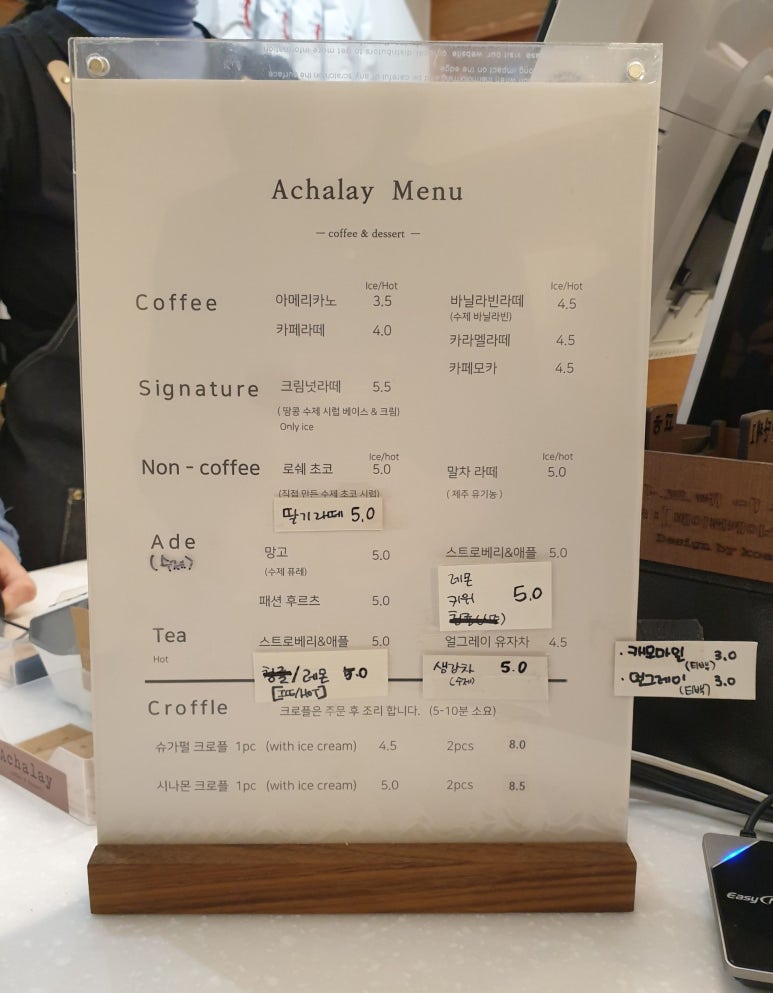 Achalay Menu
— coffee & dessert —
Coffee
Ice/Hot
아메리카노 3.5
카페라떼 4.0
Ice/Hot
바닐라빈라떼 4.5
(수제 바닐라빈)
카라멜라떼 4.5
카페모카 4.5
Signature
크림넛라떼 5.5
(땅콩 수제 시럽 베이스 & 크림)
Only ice
Non - coffee
Ice/hot
로쉐 초코 5.0
(직접 만든 수제 초코 시럽)
딸기라떼 5.0
Ice/hot
말차 라떼 5.0
(제주 유기농)
Ade
(수제)
망고 5.0
(수제 퓨레)
패션 후르츠 5.0
스트로베리&애플 5.0
레몬
키위 5.0
Tea
Hot
스트로베리&애플 5.0
/레몬 5.0
얼그레이 유자차 4.5
생강차 5.0
(수제)
· 캐모마일 3.0
(티백)
· 얼그레이 3.0
(티백)
Croffle
크로플은 주문 후 조리 합니다. (5-10분 소요)
슈가펄 크로플 1pc (with ice cream) 4.5 2pcs 8.0
시나몬 크로플 1pc (with ice cream) 5.0 2pcs 8.5
Achalay